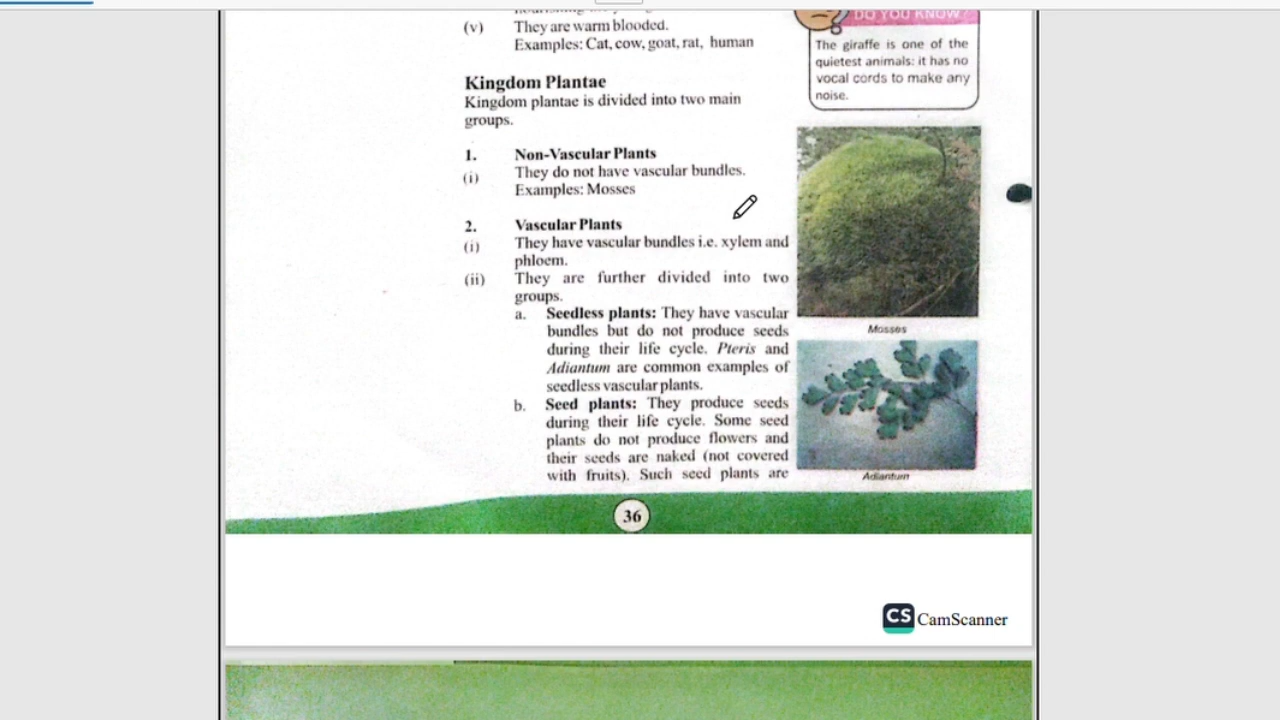 (v) They are warm blooded.
Examples: Cat, cow, goat, rat, human
Kingdom Plantae
Kingdom plantae is divided into two main
groups.
1. Non-Vascular Plants
(i) They do not have vascular bundles.
Examples: Mosses
2. Vascular Plants
(i) They have vascular bundles i.e. xylem and
phloem.
(ii) They are further divided into two
groups.
a. Seedless plants: They have vascular
bundles but do not produce seeds
during their life cycle. Pteris and
Adiantum are common examples of
seedless vascular plants.
b. Seed plants: They produce seeds
during their life cycle. Some seed
plants do not produce flowers and
their seeds are naked (not covered
with fruits). Such seed plants are
DO YOU KNOW?
The giraffe is one of the
quietest animals: it has no
vocal cords to make any
noise.
Mosses
Adiantum
36
CS CamScanner